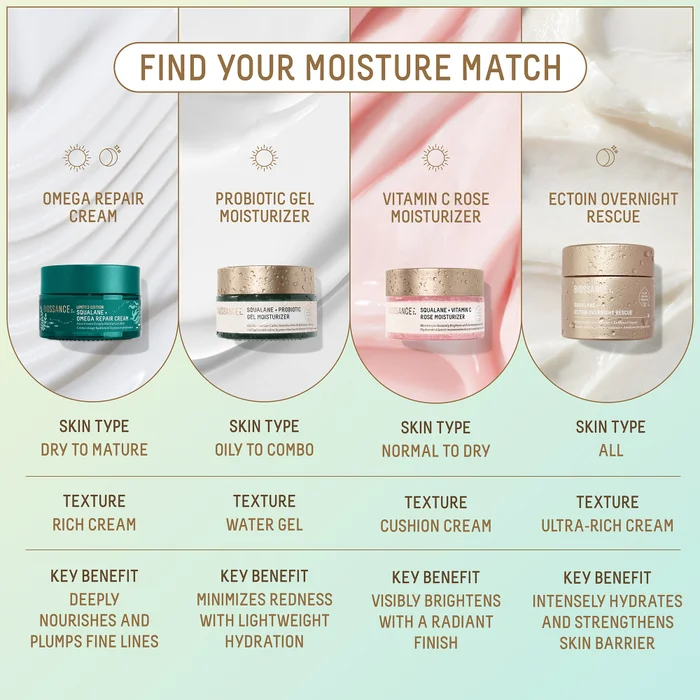 FIND YOUR MOISTURE MATCH
OMEGA REPAIR
CREAM
PROBIOTIC GEL
MOISTURIZER
VITAMIN C ROSE
MOISTURIZER
ECTOIN OVERNIGHT
RESCUE
BIOSSANCE
LIMITED EDITION
SQUALANE +
OMEGA REPAIR CREAM
BIOSSANCE
SQUALANE + PROBIOTIC
GEL MOISTURIZER
BIOSSANCE
SQUALANE + VITAMIN C
ROSE MOISTURIZER
BIOSSANCE
SQUALANE +
ECTOIN OVERNIGHT RESCUE
SKIN TYPE
DRY TO MATURE
SKIN TYPE
OILY TO COMBO
SKIN TYPE
NORMAL TO DRY
SKIN TYPE
ALL
TEXTURE
RICH CREAM
TEXTURE
WATER GEL
TEXTURE
CUSHION CREAM
TEXTURE
ULTRA-RICH CREAM
KEY BENEFIT
DEEPLY
NOURISHES AND
PLUMPS FINE LINES
KEY BENEFIT
MINIMIZES REDNESS
WITH LIGHTWEIGHT
HYDRATION
KEY BENEFIT
VISIBLY BRIGHTENS
WITH A RADIANT
FINISH
KEY BENEFIT
INTENSELY HYDRATES
AND STRENGTHENS
SKIN BARRIER